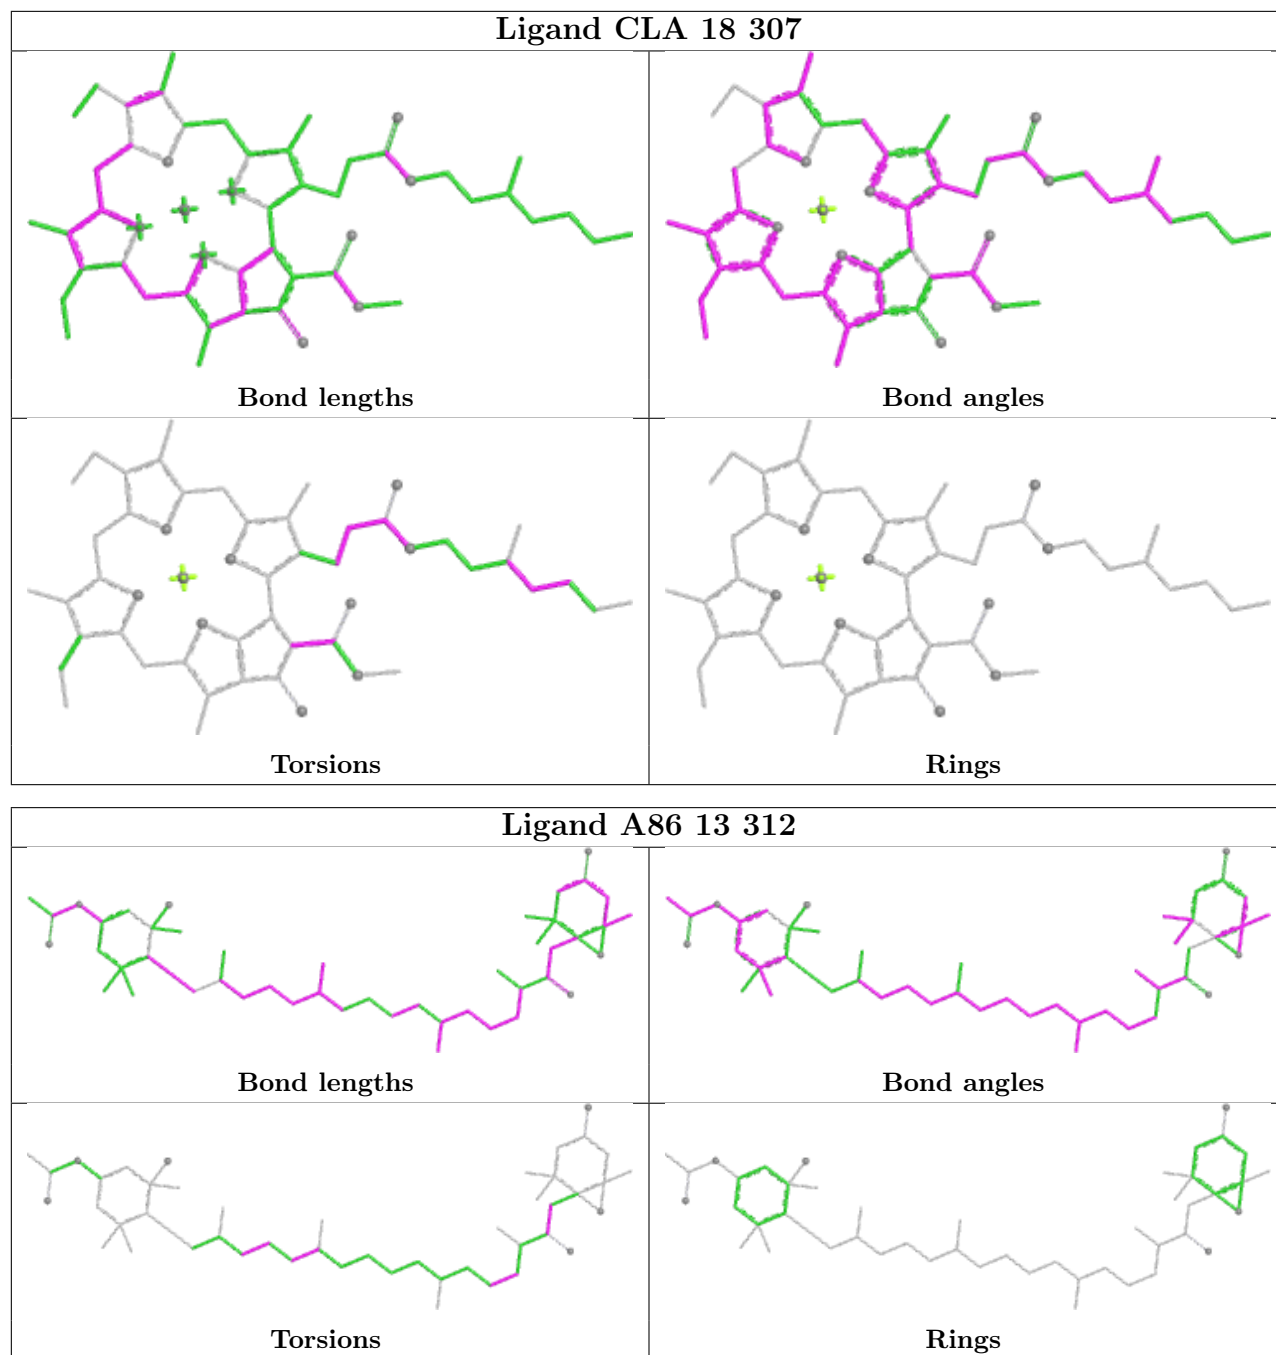 Ligand CLA 18 307
Bond lengths
Bond angles
Torsions
Rings
Ligand A86 13 312
Bond lengths
Bond angles
Torsions
Rings